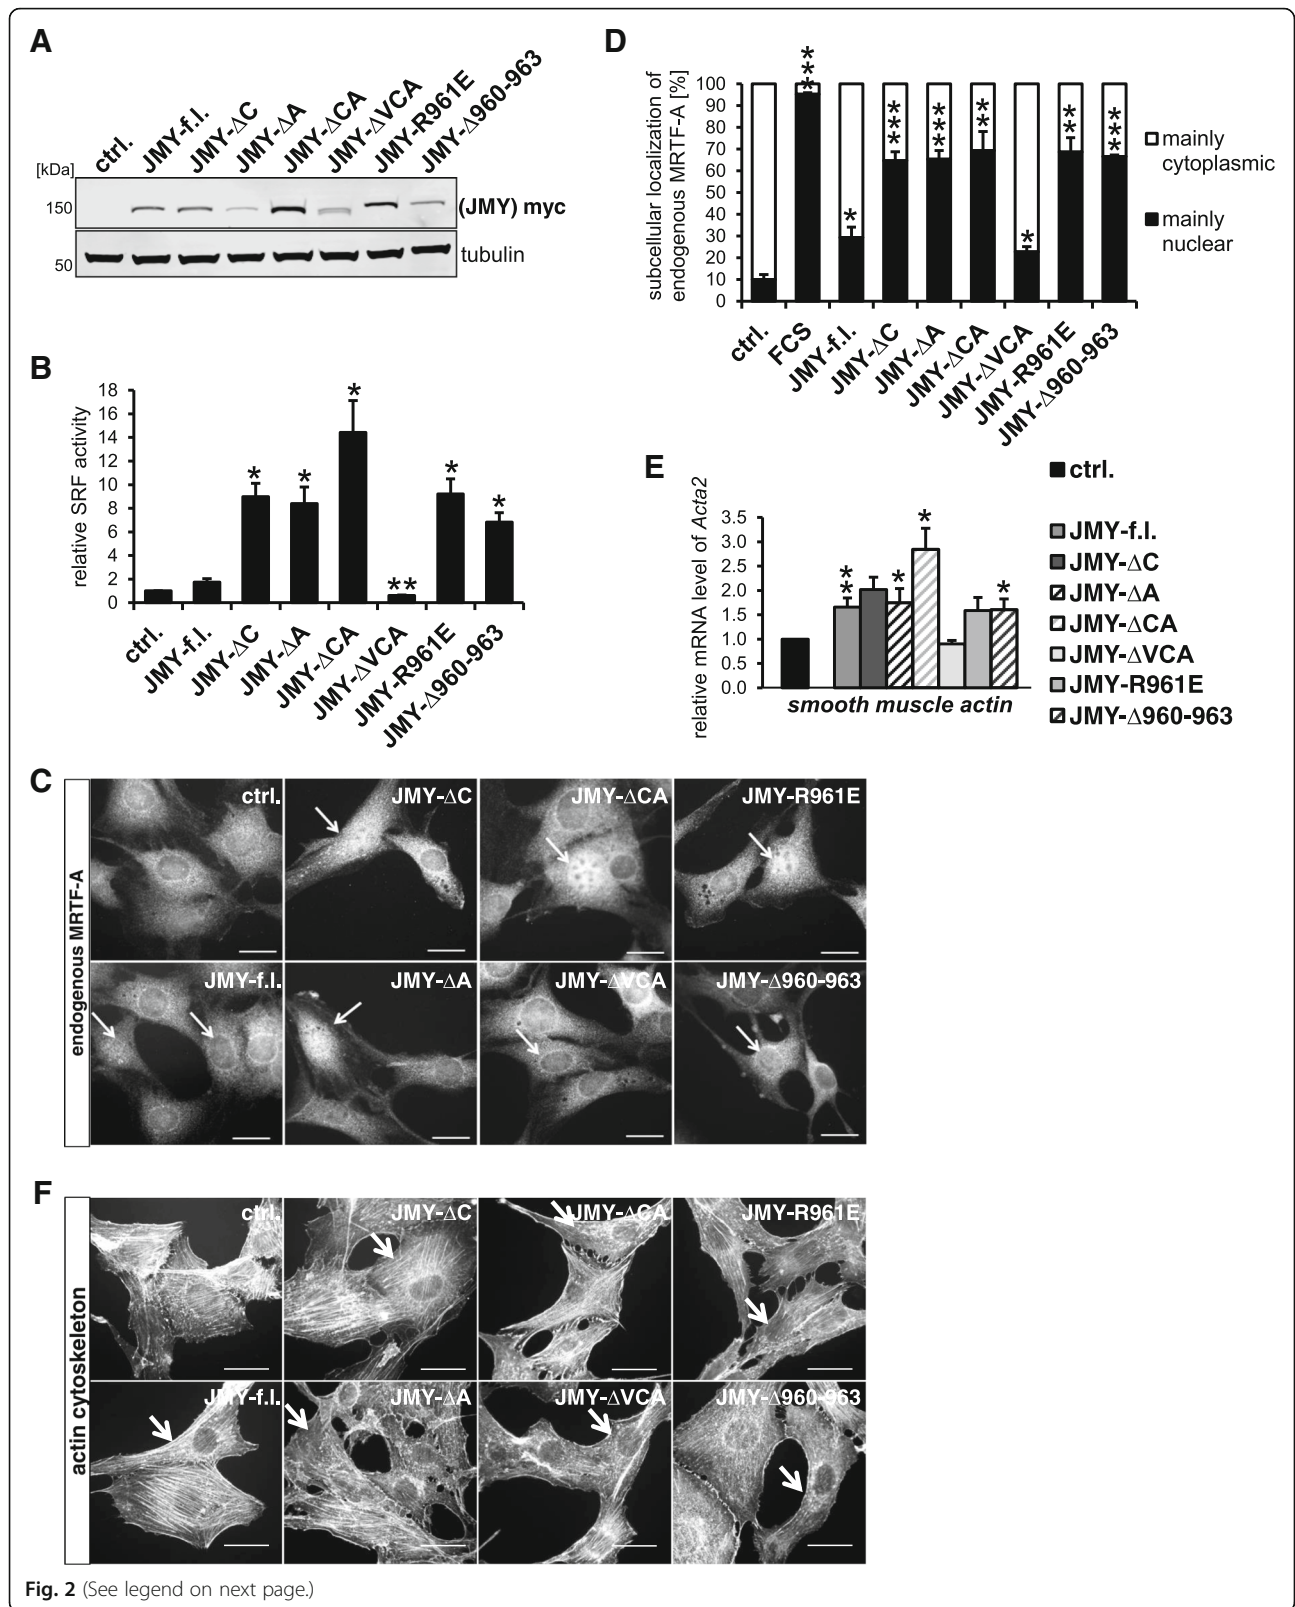 A
ctrl.
JMY-f.l.
JMY-ΔC
JMY-ΔA
JMY-ΔCA
JMY-ΔVCA
JMY-R961E
JMY-Δ960-963
[kDa]
150
(JMY) myc
50
tubulin
B
relative SRF activity
18
16
14
12
10
8
6
4
2
0
*
*
*
**
*
*
ctrl.
JMY-f.l.
JMY-ΔC
JMY-ΔA
JMY-ΔCA
JMY-ΔVCA
JMY-R961E
JMY-Δ960-963
D
subcellular localization of
endogenous MRTF-A [%]
100
90
80
70
60
50
40
30
20
10
0
***
*
***
***
**
*
**
***
mainly
cytoplasmic
mainly
nuclear
ctrl.
FCS
JMY-f.l.
JMY-ΔC
JMY-ΔA
JMY-ΔCA
JMY-ΔVCA
JMY-R961E
JMY-Δ960-963
E
relative mRNA level of Acta2
3.5
3.0
2.5
2.0
1.5
1.0
0.5
0.0
**
*
*
*
smooth muscle actin
ctrl.
JMY-f.l.
JMY-ΔC
JMY-ΔA
JMY-ΔCA
JMY-ΔVCA
JMY-R961E
JMY-Δ960-963
C
endogenous MRTF-A
ctrl.
JMY-ΔC
JMY-ΔCA
JMY-R961E
JMY-f.l.
JMY-ΔA
JMY-ΔVCA
JMY-Δ960-963
F
actin cytoskeleton
ctrl.
JMY-ΔC
JMY-ΔCA
JMY-R961E
JMY-f.l.
JMY-ΔA
JMY-ΔVCA
JMY-Δ960-963
Fig. 2 (See legend on next page.)